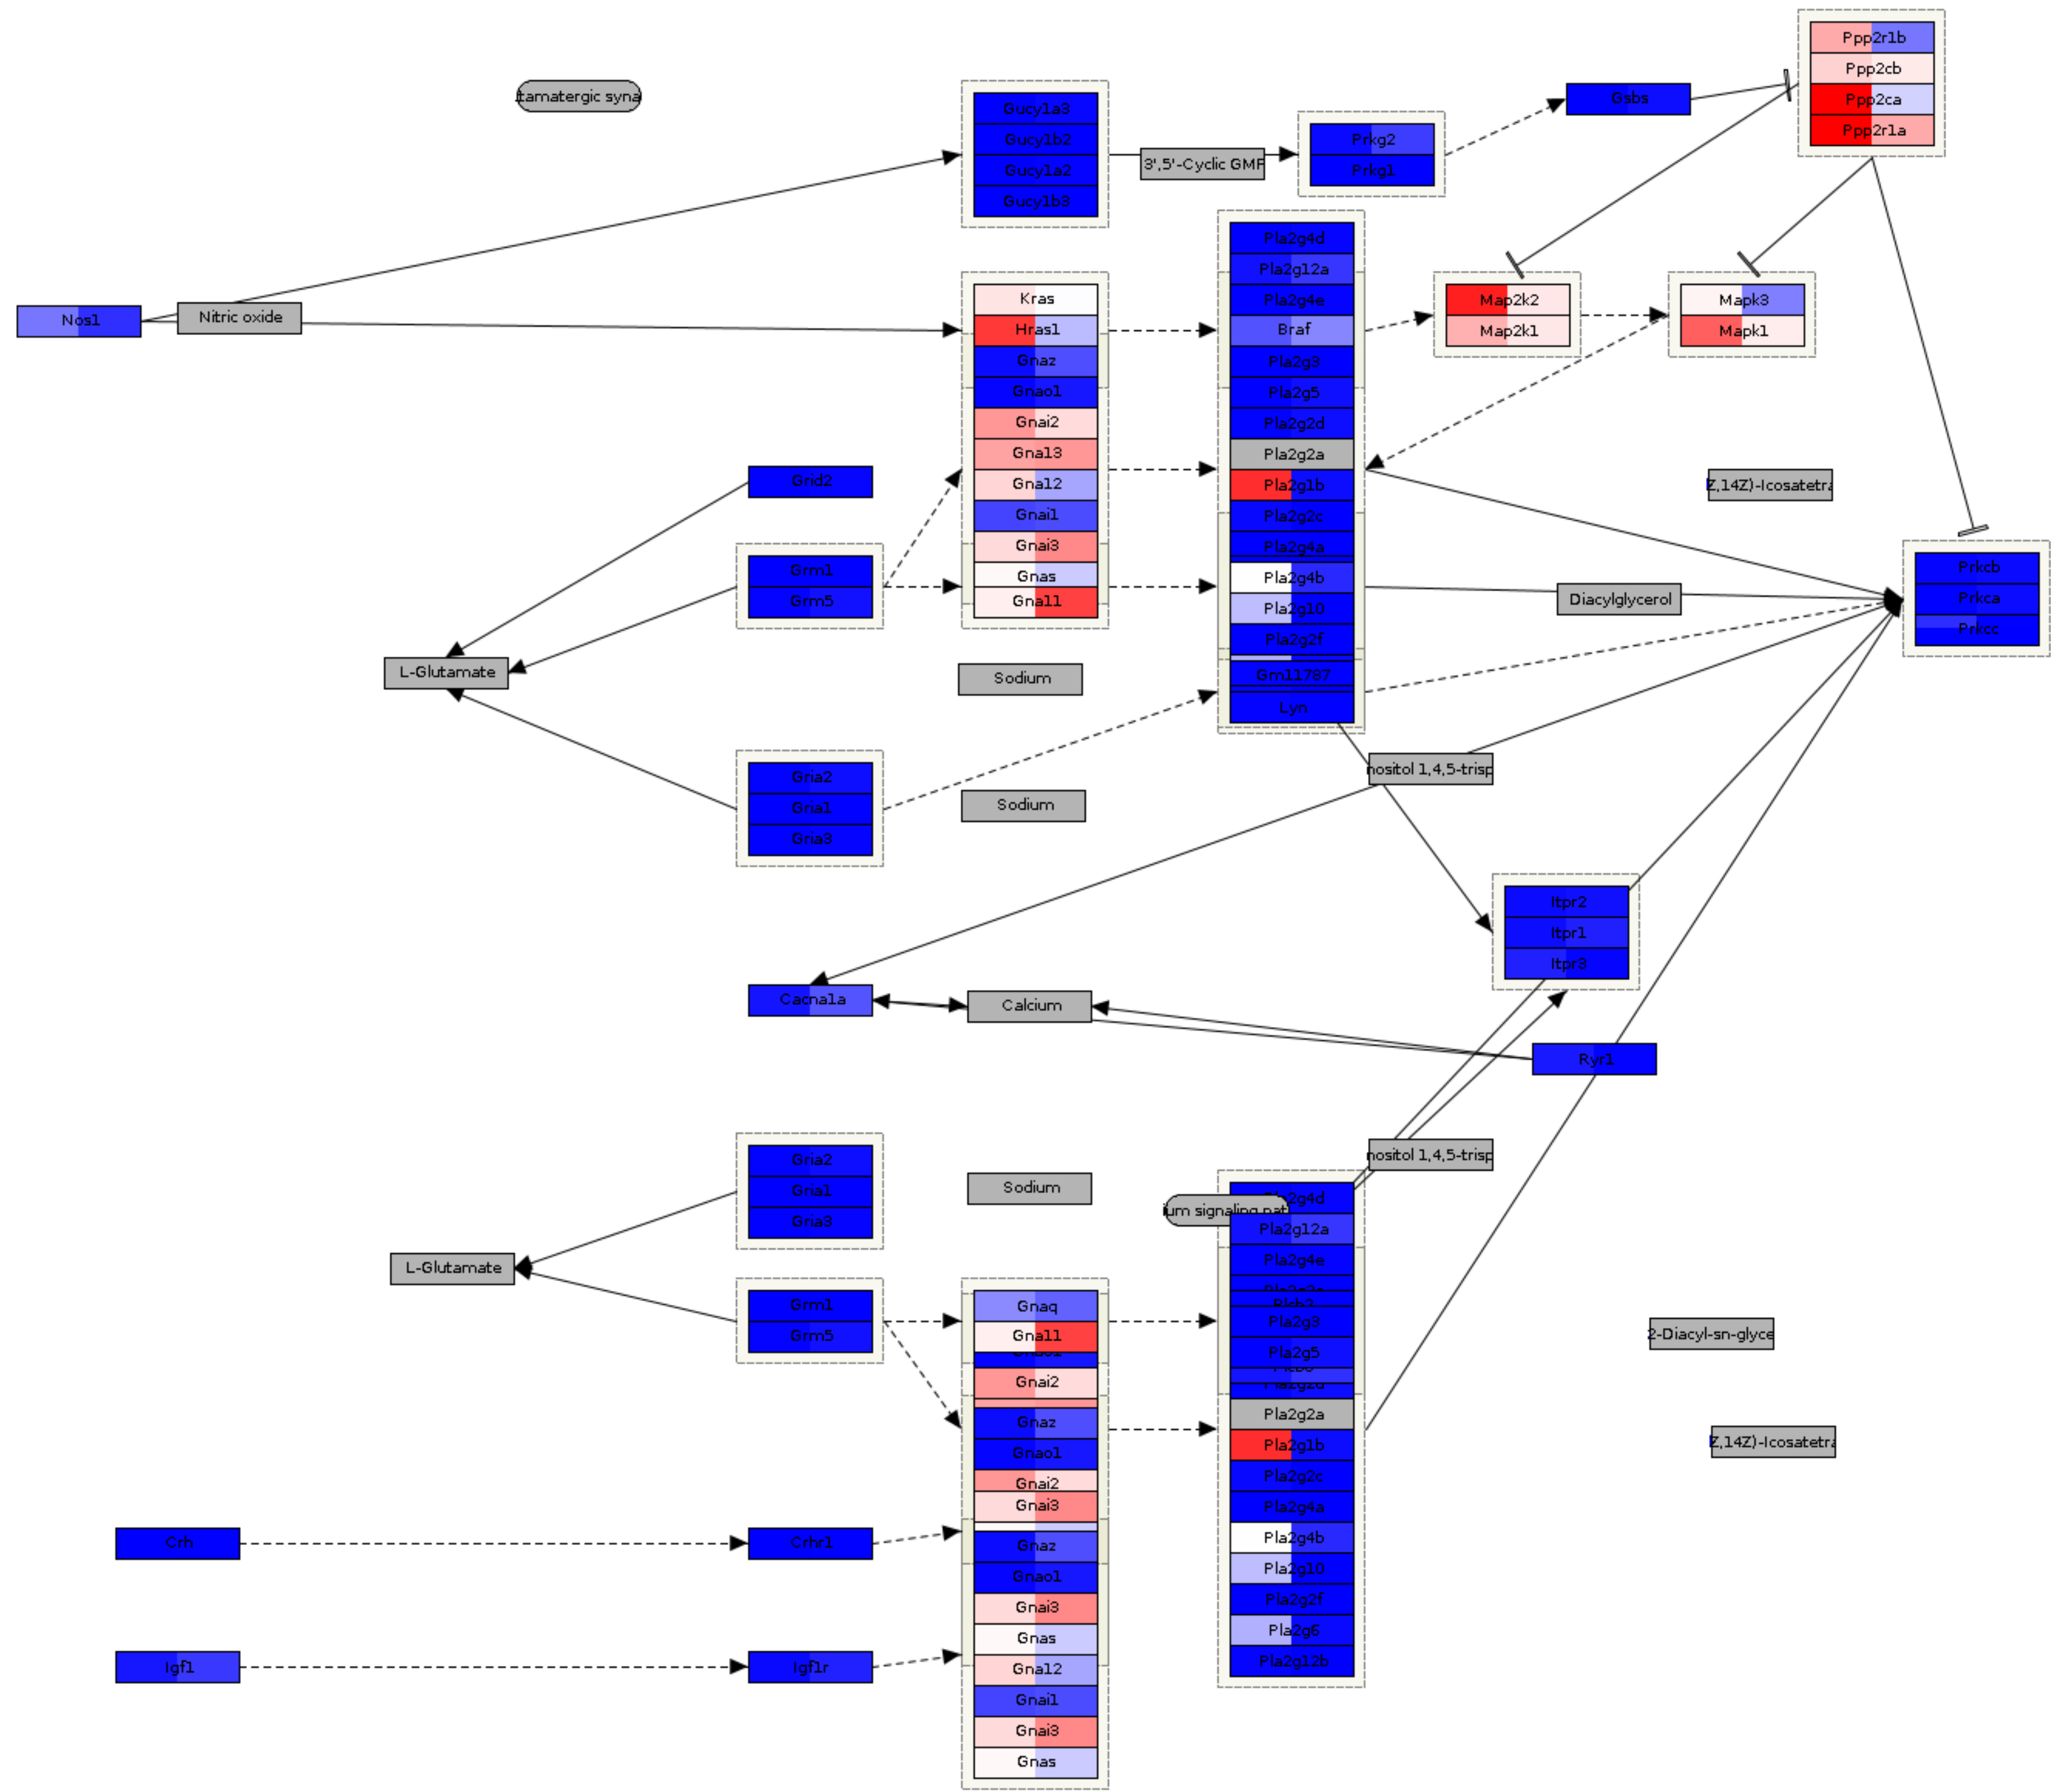 Ppp2r1b
Ppp2cb
Ppp2ca
Ppp2r1a
tamatergic syna
Gsbs
Gucy1a3
Gucy1b2
Gucy1a2
Gucy1b3
3',5'-Cyclic GMP
Prkg2
Prkg1
Nos1
Nitric oxide
Kras
Hras1
Gnaz
Gnao1
Gnai2
Gna13
Gna12
Gnai1
Gnai3
Gnas
Gna11
Pla2g4d
Pla2g12a
Pla2g4e
Braf
Pla2g3
Pla2g5
Pla2g2d
Pla2g2a
Pla2g1b
Pla2g2c
Pla2g4a
Pla2g4b
Pla2g10
Pla2g2f
Gm11787
Lyn
Map2k2
Map2k1
Mapk3
Mapk1
Z,14Z)-Icosatetra
Grid2
Grm1
Grm5
L-Glutamate
Sodium
Diacylglycerol
Prkcb
Prkca
Prkcc
Gria2
Gria1
Gria3
Sodium
nositol 1,4,5-trisp
Itpr2
Itpr1
Itpr3
Cacna1a
Calcium
Ryr1
Gria2
Gria1
Gria3
Sodium
nositol 1,4,5-trisp
ium signaling pat
2g4d
Pla2g12a
Pla2g4e
Pla2g3
Pla2g5
Pla2g2a
Pla2g1b
Pla2g2c
Pla2g4a
Pla2g4b
Pla2g10
Pla2g2f
Pla2g6
Pla2g12b
L-Glutamate
Grm1
Grm5
Gnaq
Gna11
Gnai2
Gnaz
Gnao1
Gnai2
Gnai3
Gnaz
Gnao1
Gnai3
Gnas
Gna12
Gnai1
Gnai3
Gnas
2-Diacyl-sn-glyce
Z,14Z)-Icosatetra
Crh
Crhr1
Igf1
Igf1r